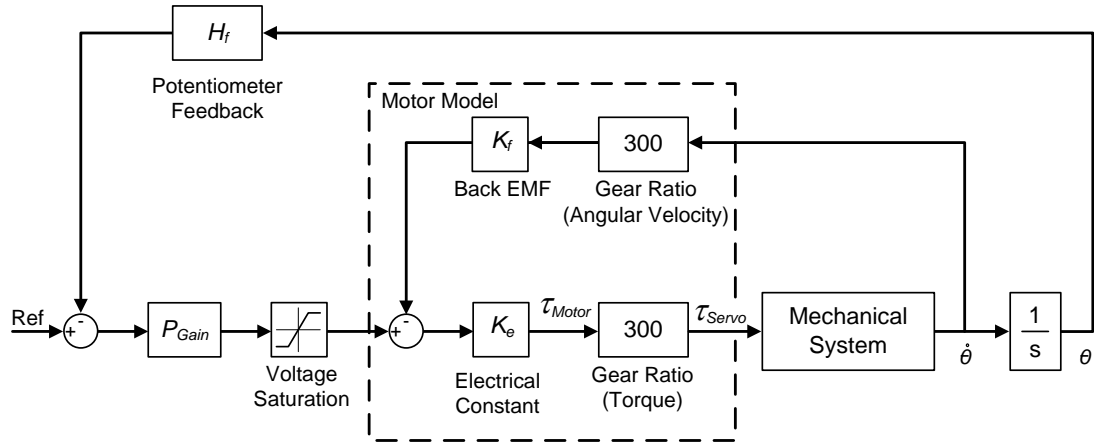 H_f
Potentiometer
Feedback
Motor Model
K_f
300
Back EMF
Gear Ratio
(Angular Velocity)
Ref
+
-
P_Gain
Voltage
Saturation
+
-
K_e
Electrical
Constant
τ_Motor
300
Gear Ratio
(Torque)
τ_Servo
Mechanical
System
θ̇
1
s
θ